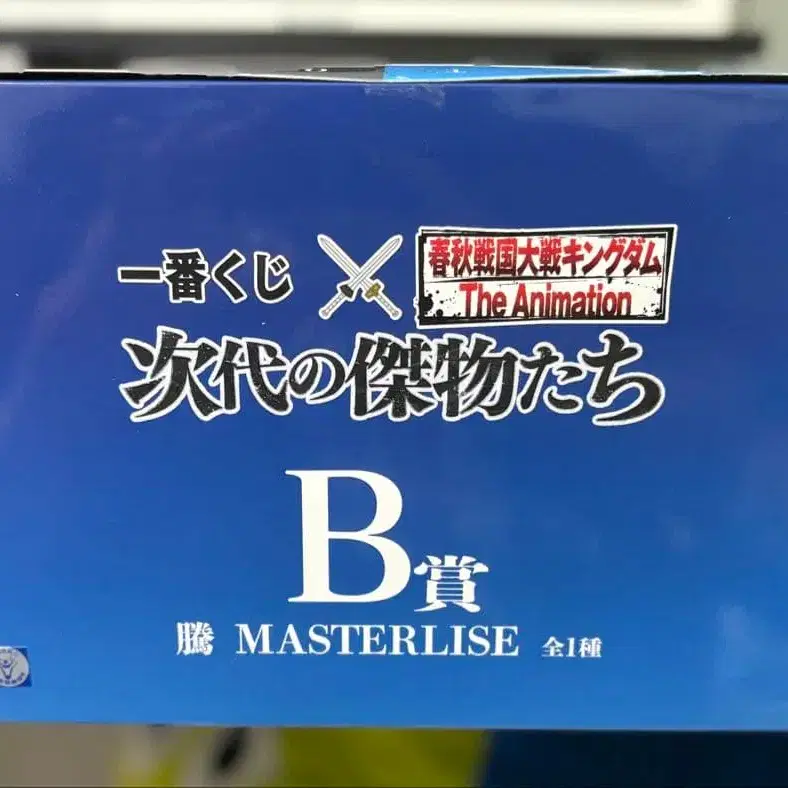 一番くじ
春秋戦国大戦キングダム
The Animation
次代の傑物たち
B賞
騰 MASTERLISE 全1種